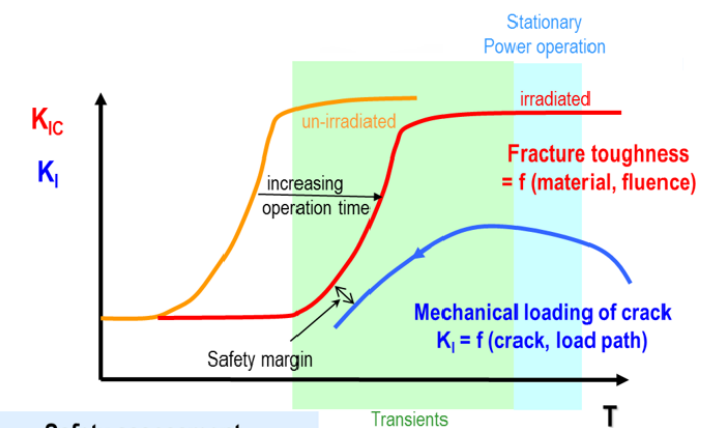 Stationary
Power operation
K_IC
K_I
un-irradiated
irradiated
Fracture toughness
= f (material, fluence)
increasing
operation time
Mechanical loading of crack
K_I = f (crack, load path)
Safety margin
Transients
T